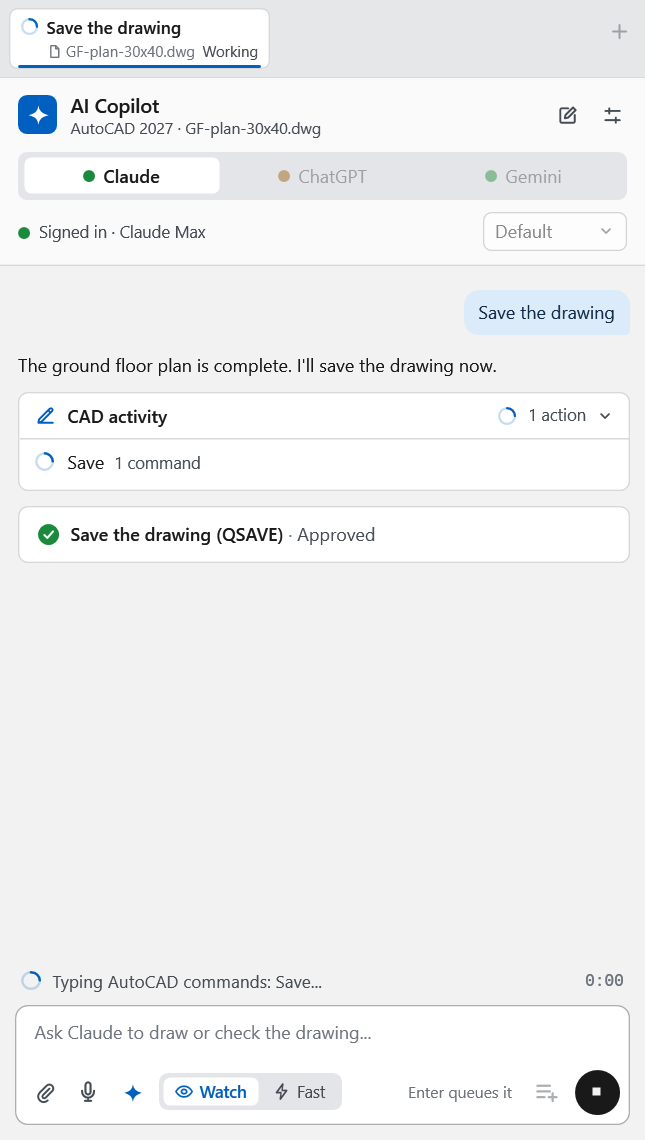 Save the drawing
GF-plan-30x40.dwg Working
AI Copilot
AutoCAD 2027 · GF-plan-30x40.dwg
Claude ChatGPT Gemini
Signed in · Claude Max Default
Save the drawing
The ground floor plan is complete. I'll save the drawing now.
CAD activity 1 action
Save 1 command
Save the drawing (QSAVE) · Approved
Typing AutoCAD commands: Save... 0:00
Ask Claude to draw or check the drawing...
Watch Fast Enter queues it